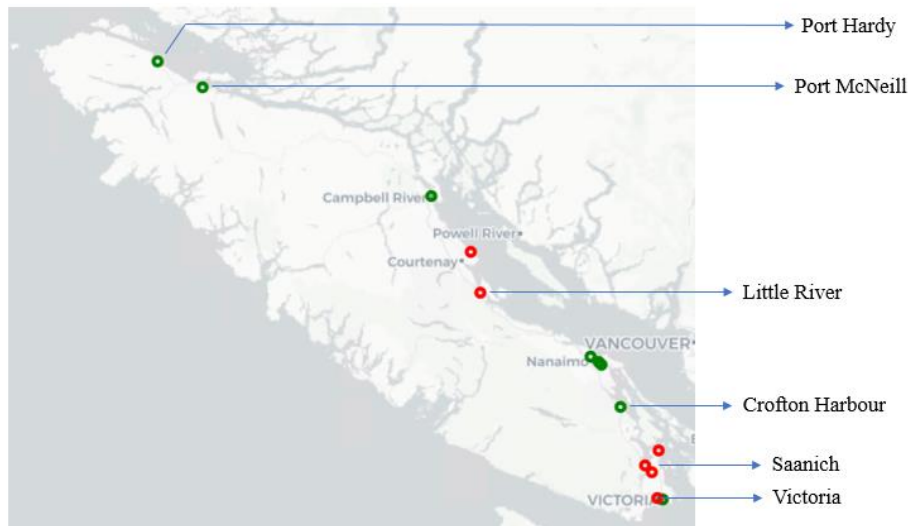 Port Hardy
Port McNeill
Campbell River
Powell River
Courtenay
Little River
VANCOUVER
Nanaimo
Crofton Harbour
Saanich
VICTORIA
Victoria